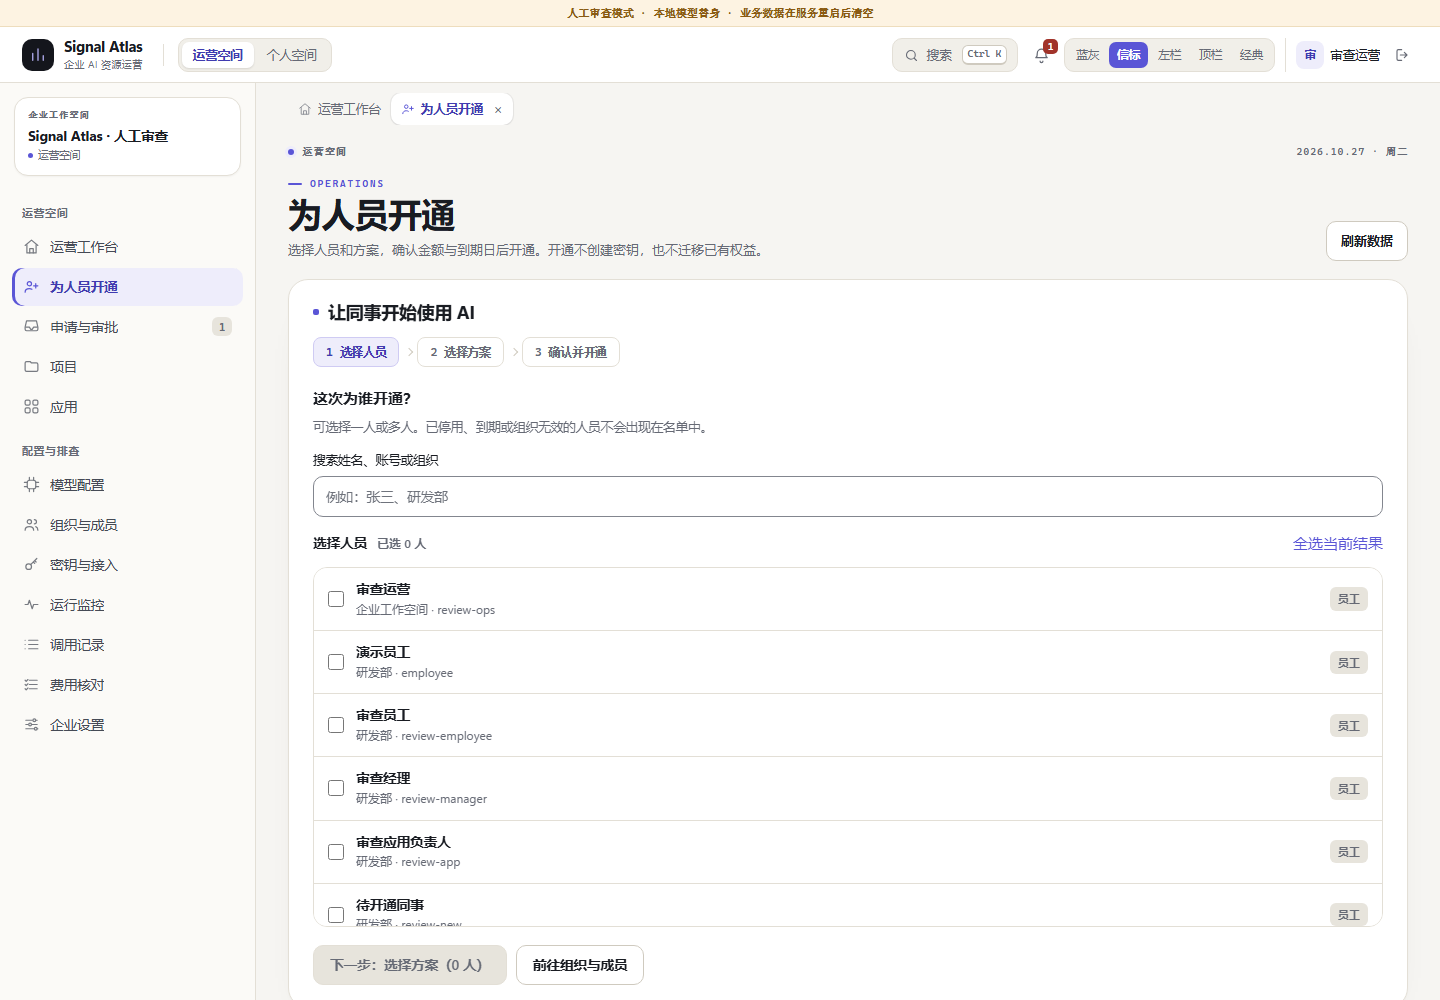 人工审查模式 · 本地模型替身 · 业务数据在服务重启后清空
Signal Atlas
企业 AI 资源运营
运营空间 个人空间
搜索 Ctrl K
1
蓝灰 信标 左栏 顶栏 经典
审 审查运营
企业工作空间
Signal Atlas · 人工审查
运营空间
运营空间
运营工作台
为人员开通
申请与审批 1
项目
应用
配置与排查
模型配置
组织与成员
密钥与接入
运行监控
调用记录
费用核对
企业设置
运营工作台 为人员开通 ×
运营空间
2026.10.27 · 周二
OPERATIONS
为人员开通
选择人员和方案，确认金额与到期日后开通。开通不创建密钥，也不迁移已有权益。
刷新数据
让同事开始使用 AI
1 选择人员 2 选择方案 3 确认并开通
这次为谁开通？
可选择一人或多人。已停用、到期或组织无效的人员不会出现在名单中。
搜索姓名、账号或组织
例如：张三、研发部
选择人员 已选 0 人
全选当前结果
审查运营
企业工作空间 · review-ops
员工
演示员工
研发部 · employee
员工
审查员工
研发部 · review-employee
员工
审查经理
研发部 · review-manager
员工
审查应用负责人
研发部 · review-app
员工
待开通同事
研发部 · review-new
员工
下一步：选择方案（0 人）
前往组织与成员